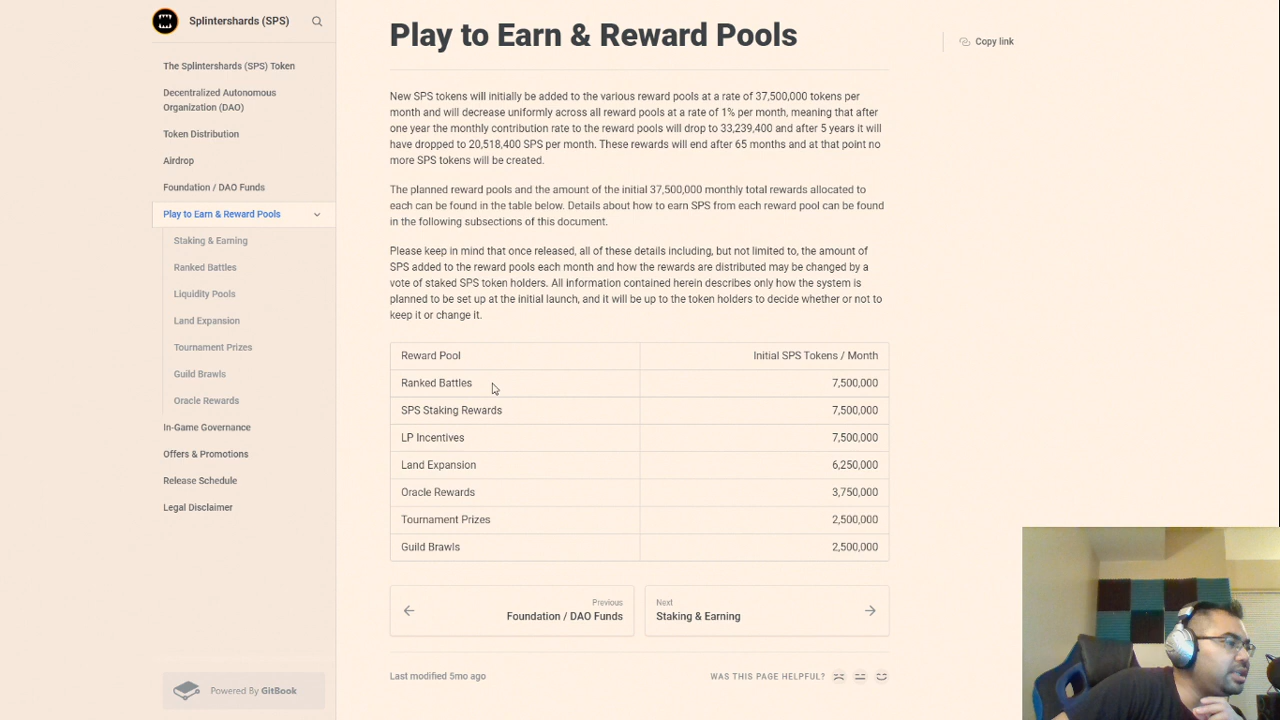 Splintershards (SPS)
The Splintershards (SPS) Token
Decentralized Autonomous
Organization (DAO)
Token Distribution
Airdrop
Foundation / DAO Funds
Play to Earn & Reward Pools
Staking & Earning
Ranked Battles
Liquidity Pools
Land Expansion
Tournament Prizes
Guild Brawls
Oracle Rewards
In-Game Governance
Offers & Promotions
Release Schedule
Legal Disclaimer
Powered By GitBook
Play to Earn & Reward Pools
Copy link
New SPS tokens will initially be added to the various reward pools at a rate of 37,500,000 tokens per
month and will decrease uniformly across all reward pools at a rate of 1% per month, meaning that after
one year the monthly contribution rate to the reward pools will drop to 33,239,400 and after 5 years it will
have dropped to 20,518,400 SPS per month. These rewards will end after 65 months and at that point no
more SPS tokens will be created.
The planned reward pools and the amount of the initial 37,500,000 monthly total rewards allocated to
each can be found in the table below. Details about how to earn SPS from each reward pool can be found
in the following subsections of this document.
Please keep in mind that once released, all of these details including, but not limited to, the amount of
SPS added to the reward pools each month and how the rewards are distributed may be changed by a
vote of staked SPS token holders. All information contained herein describes only how the system is
planned to be set up at the initial launch, and it will be up to the token holders to decide whether or not to
keep it or change it.
Reward Pool Initial SPS Tokens / Month
Ranked Battles 7,500,000
SPS Staking Rewards 7,500,000
LP Incentives 7,500,000
Land Expansion 6,250,000
Oracle Rewards 3,750,000
Tournament Prizes 2,500,000
Guild Brawls 2,500,000
Previous
Foundation / DAO Funds
Next
Staking & Earning
Last modified 5mo ago
WAS THIS PAGE HELPFUL?